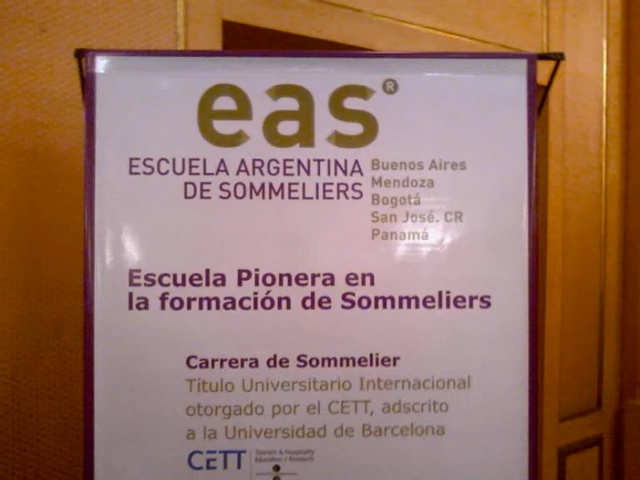 eas®
ESCUELA ARGENTINA
DE SOMMELIERS
Buenos Aires
Mendoza
Bogotá
San José. CR
Panamá
Escuela Pionera en
la formación de Sommeliers
Carrera de Sommelier
Título Universitario Internacional
otorgado por el CETT, adscrito
a la Universidad de Barcelona
CETT
Tourism & Hospitality
Education / Research